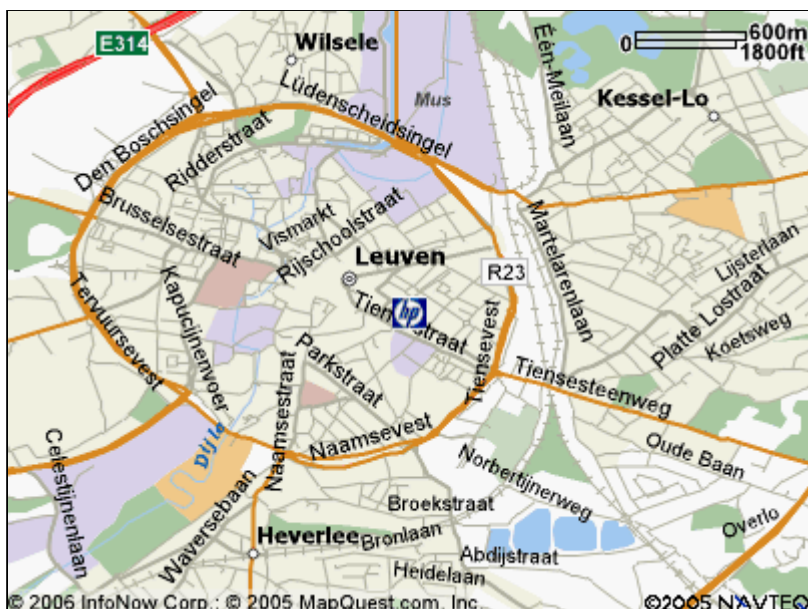 E314
Wilsele
0 600m
1800ft
Één-Meilaan
Mus
Kessel-Lo
Lüdenscheidsingel
Den Boschsingel
Ridderstraat
Brusselsestraat
Vismarkt
Rijschoolstraat
Leuven
R23
Martelarenlaan
Lijsterlaan
Platte Lostraat
Koetsweg
Kapucijnenvoer
Tervuursevest
hp
Parkstraat
Tiensevest
Tiensesteenweg
Naamsestraat
Naamsevest
Dijle
Celestijnenlaan
Waversebaan
Norbertijnerweg
Oude Baan
Broekstraat
Bronlaan
Heverlee
Abdijstraat
Heidelaan
Overlo
© 2006 InfoNow Corp.; © 2005 MapQuest.com, Inc.
©2005 NAVTEQ